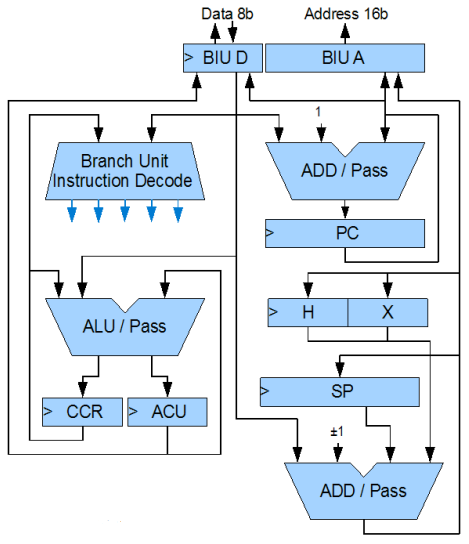 Data 8b Address 16b
> BIU D BIU A
1
Branch Unit
Instruction Decode
ADD / Pass
> PC
> H X
ALU / Pass
> SP
> CCR > ACU
±1
ADD / Pass